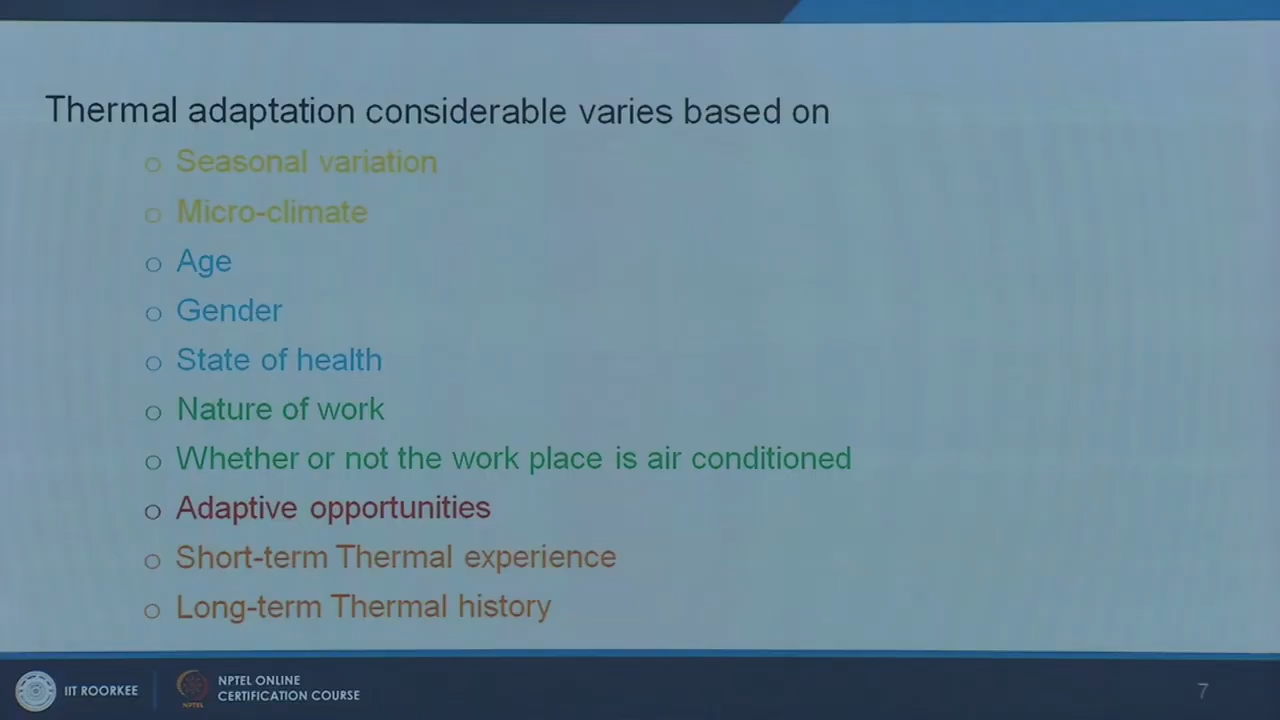 Thermal adaptation considerable varies based on
o Seasonal variation
o Micro-climate
o Age
o Gender
o State of health
o Nature of work
o Whether or not the work place is air conditioned
o Adaptive opportunities
o Short-term Thermal experience
o Long-term Thermal history
IIT ROORKEE
NPTEL
NPTEL ONLINE
CERTIFICATION COURSE
7